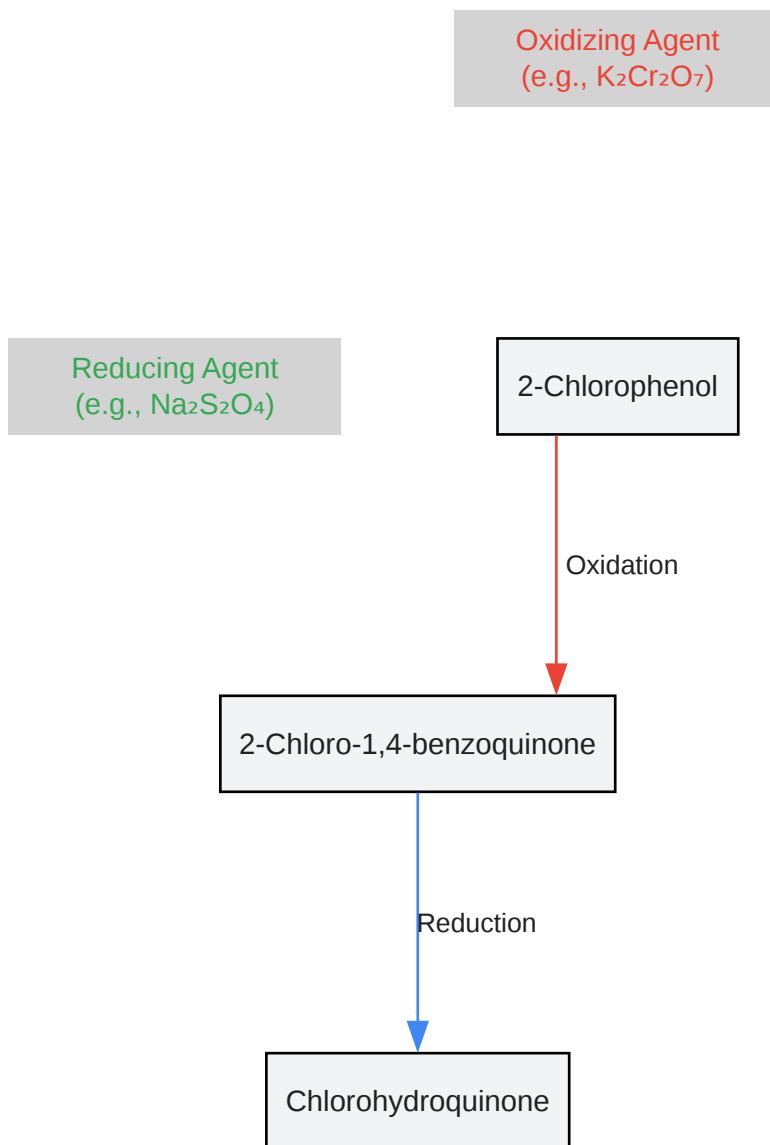 Oxidizing Agent
(e.g., K₂Cr₂O₇)
Reducing Agent
(e.g., Na₂S₂O₄)
2-Chlorophenol
Oxidation
2-Chloro-1,4-benzoquinone
Reduction
Chlorohydroquinone